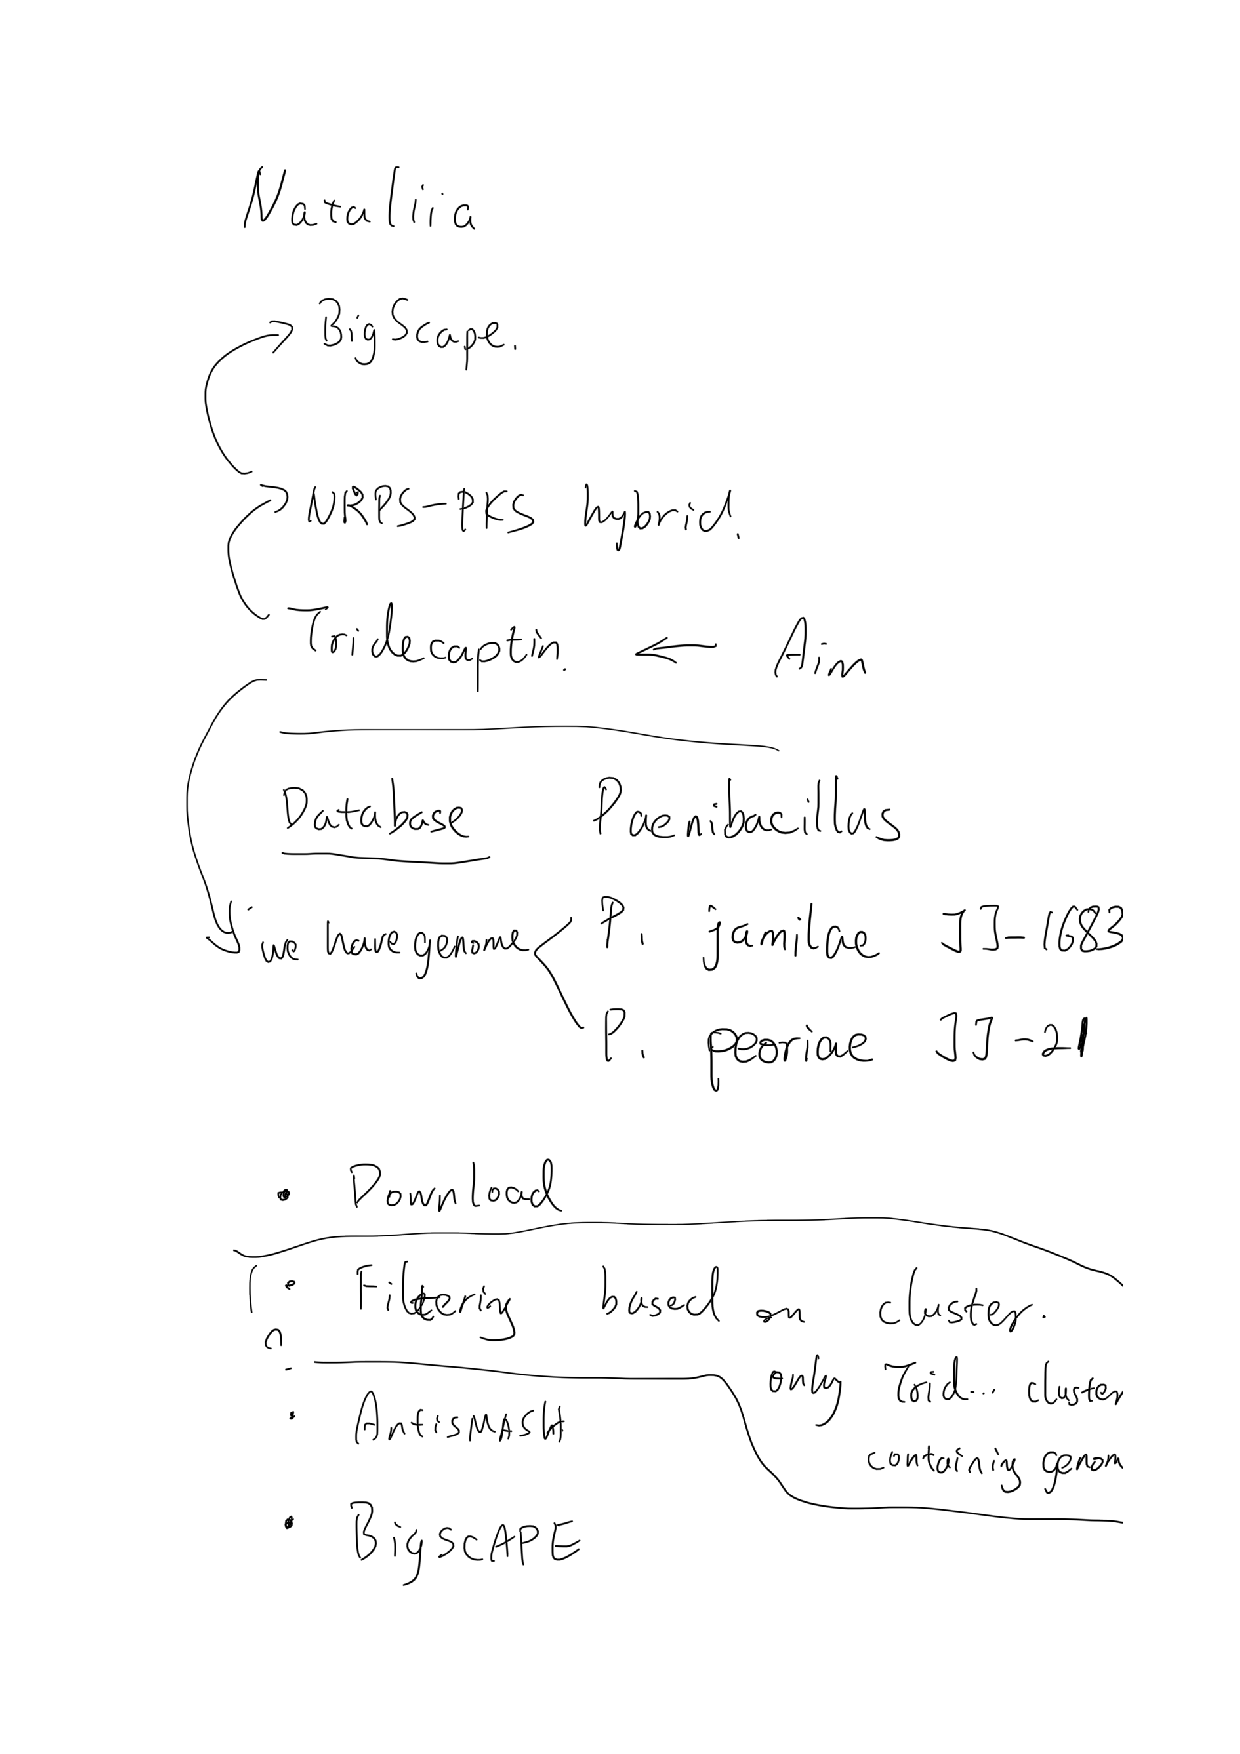 Nataliia
→ BigScape.
→ NRPS-PKS hybrid.
Tridecaptin. ← Aim
Database Paenibacillus
we have genome P. jamilae JJ-1683
P. peoriae JJ-21
• Download
• Filtering based on cluster.
only Trid... cluster
containing genom
• AntiSMASH
• BigSCAPE